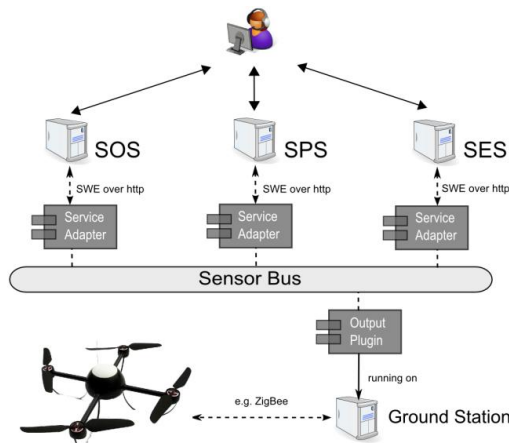 SOS
SPS
SES
SWE over http
SWE over http
SWE over http
Service
Adapter
Service
Adapter
Service
Adapter
Sensor Bus
Output
Plugin
running on
e.g. ZigBee
Ground Station